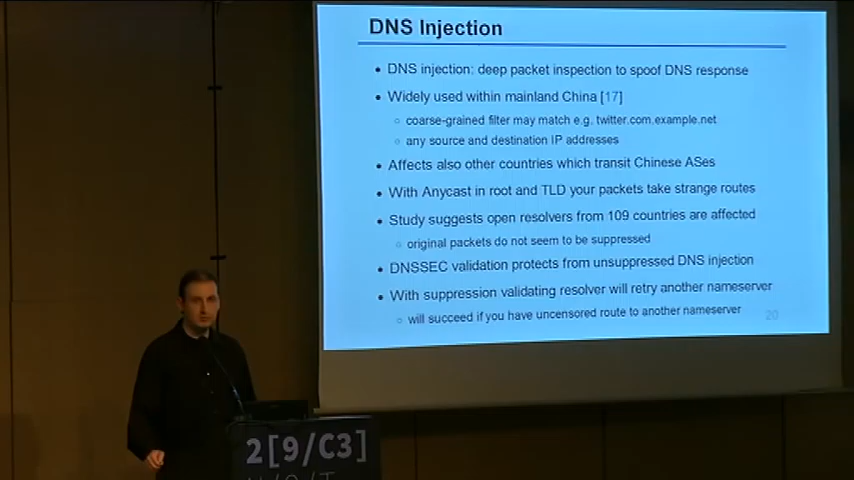 DNS Injection
• DNS injection: deep packet inspection to spoof DNS response
• Widely used within mainland China [17]
○ coarse-grained filter may match e.g. twitter.com.example.net
○ any source and destination IP addresses
• Affects also other countries which transit Chinese ASes
• With Anycast in root and TLD your packets take strange routes
• Study suggests open resolvers from 109 countries are affected
○ original packets do not seem to be suppressed
• DNSSEC validation protects from unsuppressed DNS injection
• With suppression validating resolver will retry another nameserver
○ will succeed if you have uncensored route to another nameserver
20
2[9/C3]